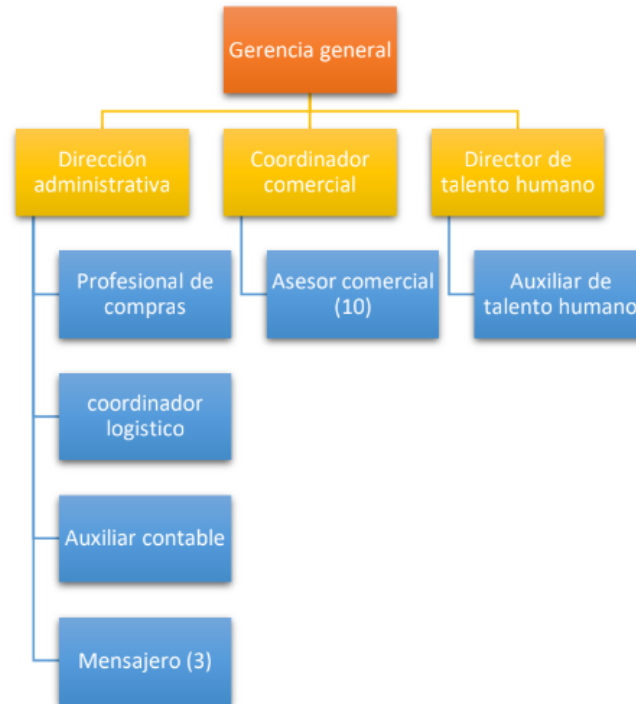 Gerencia general
Dirección
administrativa
Coordinador
comercial
Director de
talento humano
Profesional de
compras
Asesor comercial
(10)
Auxiliar de
talento humano
coordinador
logistico
Auxiliar contable
Mensajero (3)